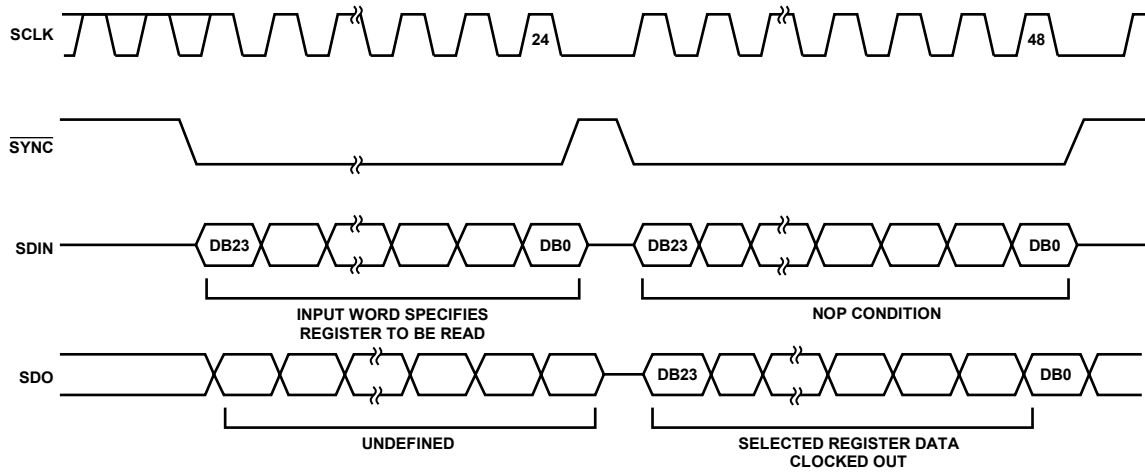 SCLK
24
48
SYNC
SDIN
DB23
DB0
DB23
DB0
INPUT WORD SPECIFIES
REGISTER TO BE READ
NOP CONDITION
SDO
DB23
DB0
UNDEFINED
SELECTED REGISTER DATA
CLOCKED OUT